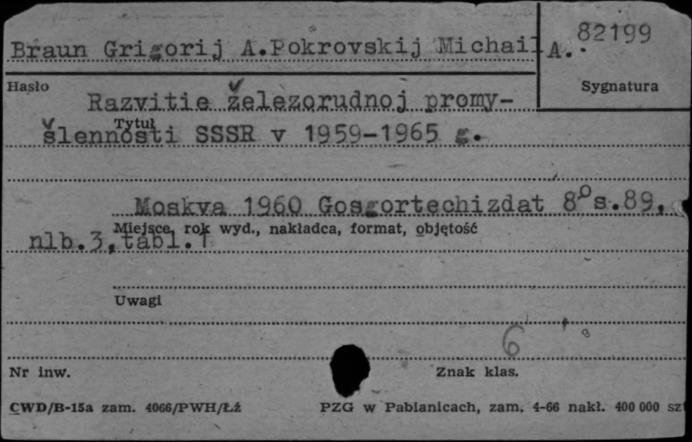 82199
Braun Grigorij A.Pokrovskij Michail A.
Hasło
Sygnatura
Razvitie železorudnoj promy-
Tytuł
šlennosti SSSR v 1959-1965 g.
Moskva 1960 Gosgortechizdat 8° s.89,
Miejsce, rok wyd., nakładca, format, objętość
nlb.3,tabl.1
Uwagi
6
Nr inw.
Znak klas.
CWD/B-15a zam. 4066/PWH/Łź
PZG w Pabianicach, zam. 4-66 nakł. 400 000 szt